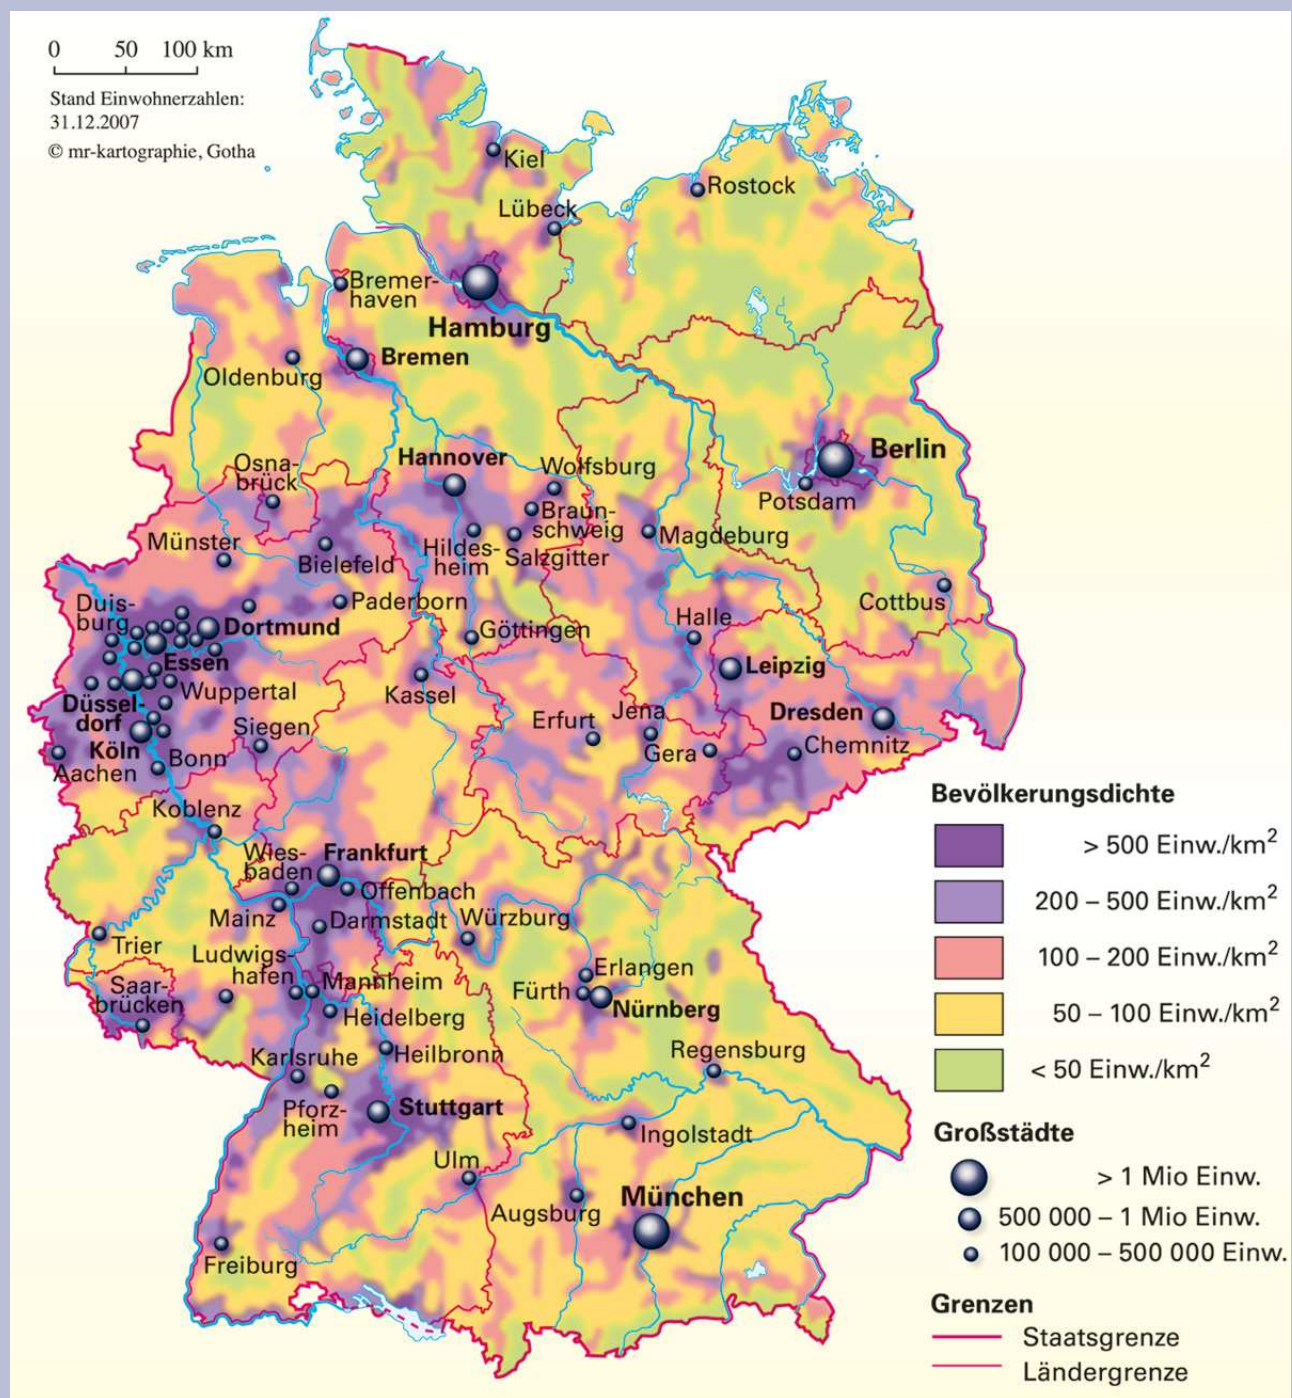 0 50 100 km
Stand Einwohnerzahlen:
31.12.2007
© mr-kartographie, Gotha
Kiel
Rostock
Lübeck
Bremer-
haven
Hamburg
Bremen
Oldenburg
Hannover
Wolfsburg
Berlin
Osna-
brück
Potsdam
Braun-
schweig
Magdeburg
Münster
Bielefeld
Hildes-
heim
Salzgitter
Paderborn
Cottbus
Duis-
burg
Dortmund
Göttingen
Halle
Essen
Leipzig
Wuppertal
Kassel
Düssel-
dorf
Siegen
Erfurt
Jena
Dresden
Köln
Bonn
Gera
Chemnitz
Aachen
Koblenz
Wies-
baden
Frankfurt
Offenbach
Mainz
Darmstadt
Würzburg
Trier
Ludwigs-
hafen
Mannheim
Erlangen
Saar-
brücken
Fürth
Nürnberg
Heidelberg
Karlsruhe
Heilbronn
Regensburg
Pforz-
heim
Stuttgart
Ingolstadt
Ulm
Augsburg
München
Freiburg
Bevölkerungsdichte
> 500 Einw./km²
200 – 500 Einw./km²
100 – 200 Einw./km²
50 – 100 Einw./km²
< 50 Einw./km²
Großstädte
> 1 Mio Einw.
500 000 – 1 Mio Einw.
100 000 – 500 000 Einw.
Grenzen
Staatsgrenze
Ländergrenze